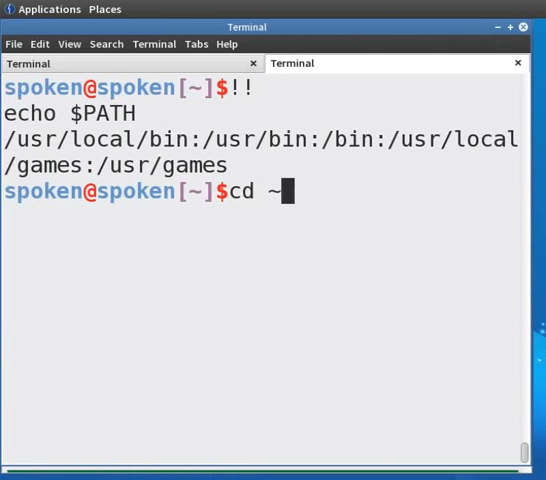 Applications Places
Terminal
File Edit View Search Terminal Tabs Help
Terminal Terminal
spoken@spoken[~]$!!
echo $PATH
/usr/local/bin:/usr/bin:/bin:/usr/local
/games:/usr/games
spoken@spoken[~]$cd ~